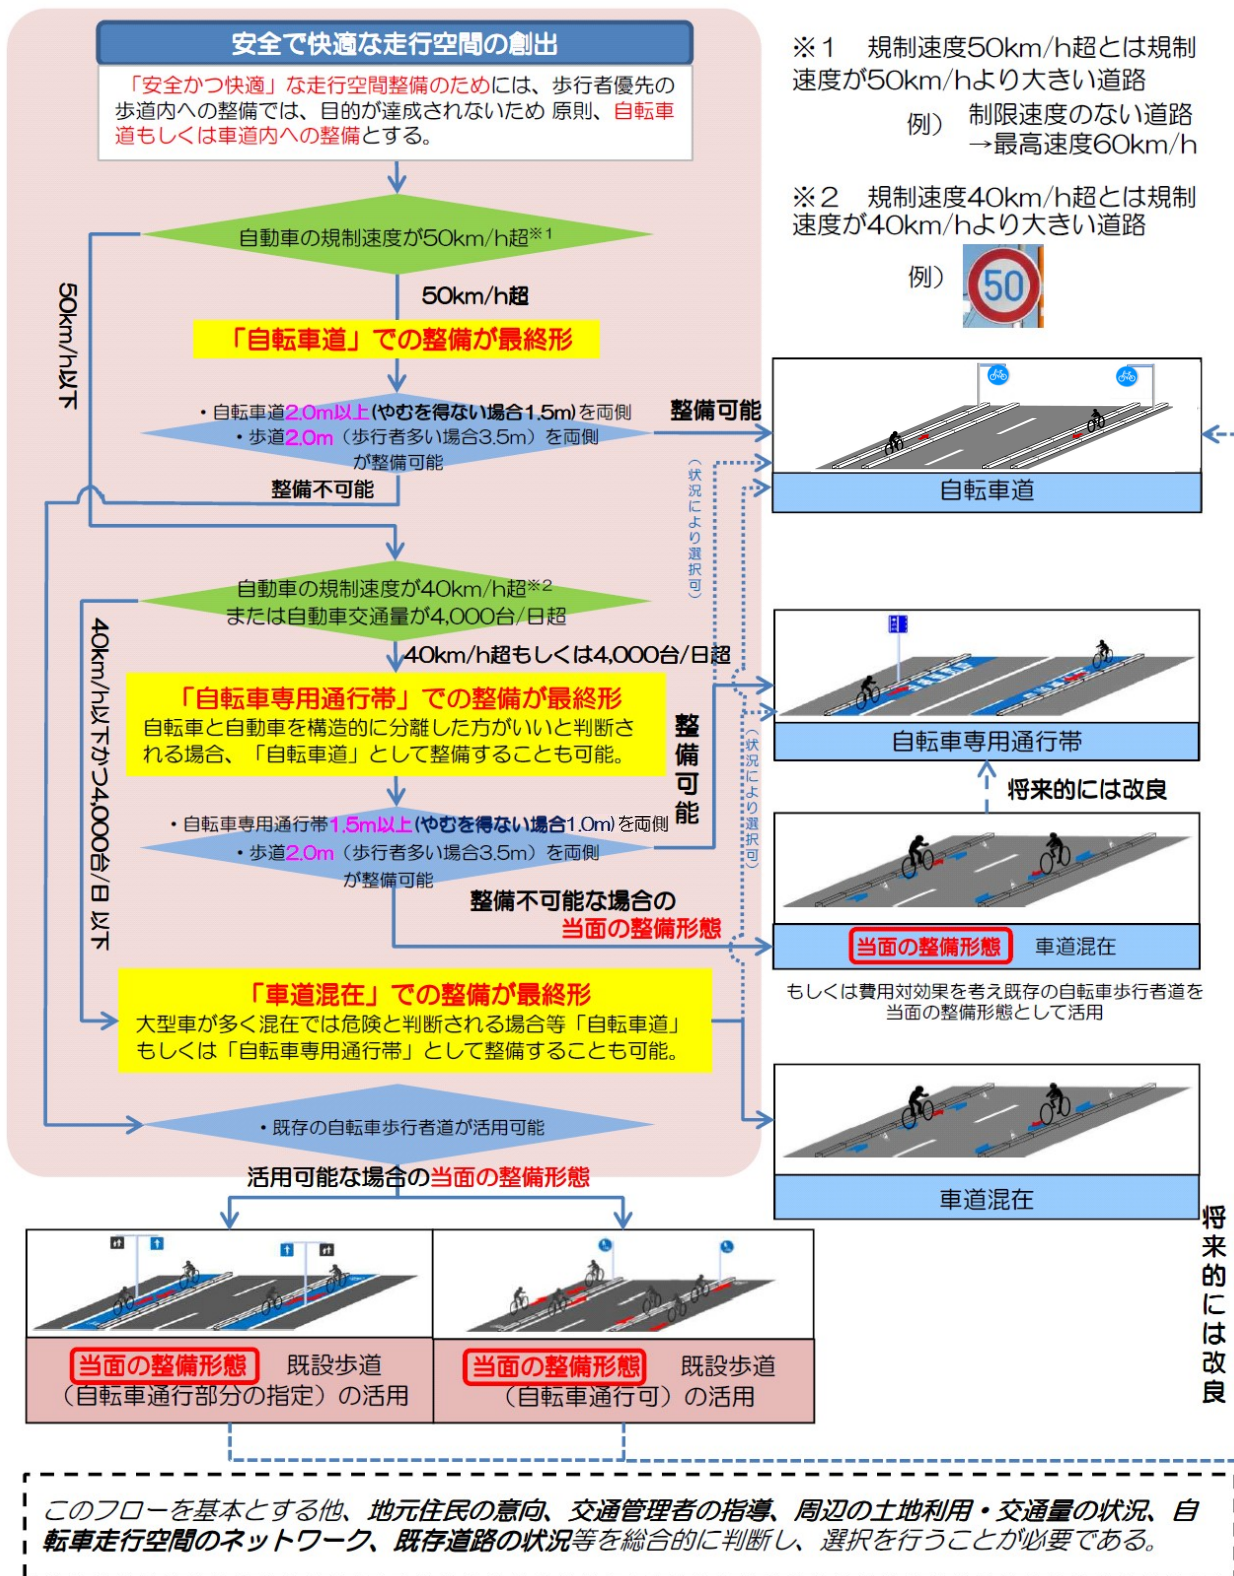 安全で快適な走行空間の創出
「安全かつ快適」な走行空間整備のためには、歩行者優先の
歩道内への整備では、目的が達成されないため 原則、自転車
道もしくは車道内への整備とする。
※1　規制速度50km/h超とは規制
速度が50km/hより大きい道路
例） 制限速度のない道路
→最高速度60km/h
※2　規制速度40km/h超とは規制
速度が40km/hより大きい道路
例）
50
自動車の規制速度が50km/h超※1
50km/h超
50km/h以下
「自転車道」での整備が最終形
・自転車道2.0m以上(やむを得ない場合1.5m)を両側
・歩道2.0m（歩行者多い場合3.5m）を両側
が整備可能
整備可能
整備不可能
（状況により選択可）
自転車道
自動車の規制速度が40km/h超※2
または自動車交通量が4,000台/日超
40km/h超もしくは4,000台/日超
40km/h以下かつ4,000台/日 以下
「自転車専用通行帯」での整備が最終形
自転車と自動車を構造的に分離した方がいいと判断さ
れる場合、「自転車道」として整備することも可能。
整備可能
（状況により選択可）
自転車専用通行帯
将来的には改良
・自転車専用通行帯1.5m以上(やむを得ない場合1.0m)を両側
・歩道2.0m（歩行者多い場合3.5m）を両側
が整備可能
整備不可能な場合の
当面の整備形態
当面の整備形態　車道混在
もしくは費用対効果を考え既存の自転車歩行者道を
当面の整備形態として活用
「車道混在」での整備が最終形
大型車が多く混在では危険と判断される場合等「自転車道」
もしくは「自転車専用通行帯」として整備することも可能。
車道混在
・既存の自転車歩行者道が活用可能
活用可能な場合の当面の整備形態
将来的には改良
当面の整備形態　既設歩道
（自転車通行部分の指定）の活用
当面の整備形態　既設歩道
（自転車通行可）の活用
このフローを基本とする他、地元住民の意向、交通管理者の指導、周辺の土地利用・交通量の状況、自
転車走行空間のネットワーク、既存道路の状況等を総合的に判断し、選択を行うことが必要である。